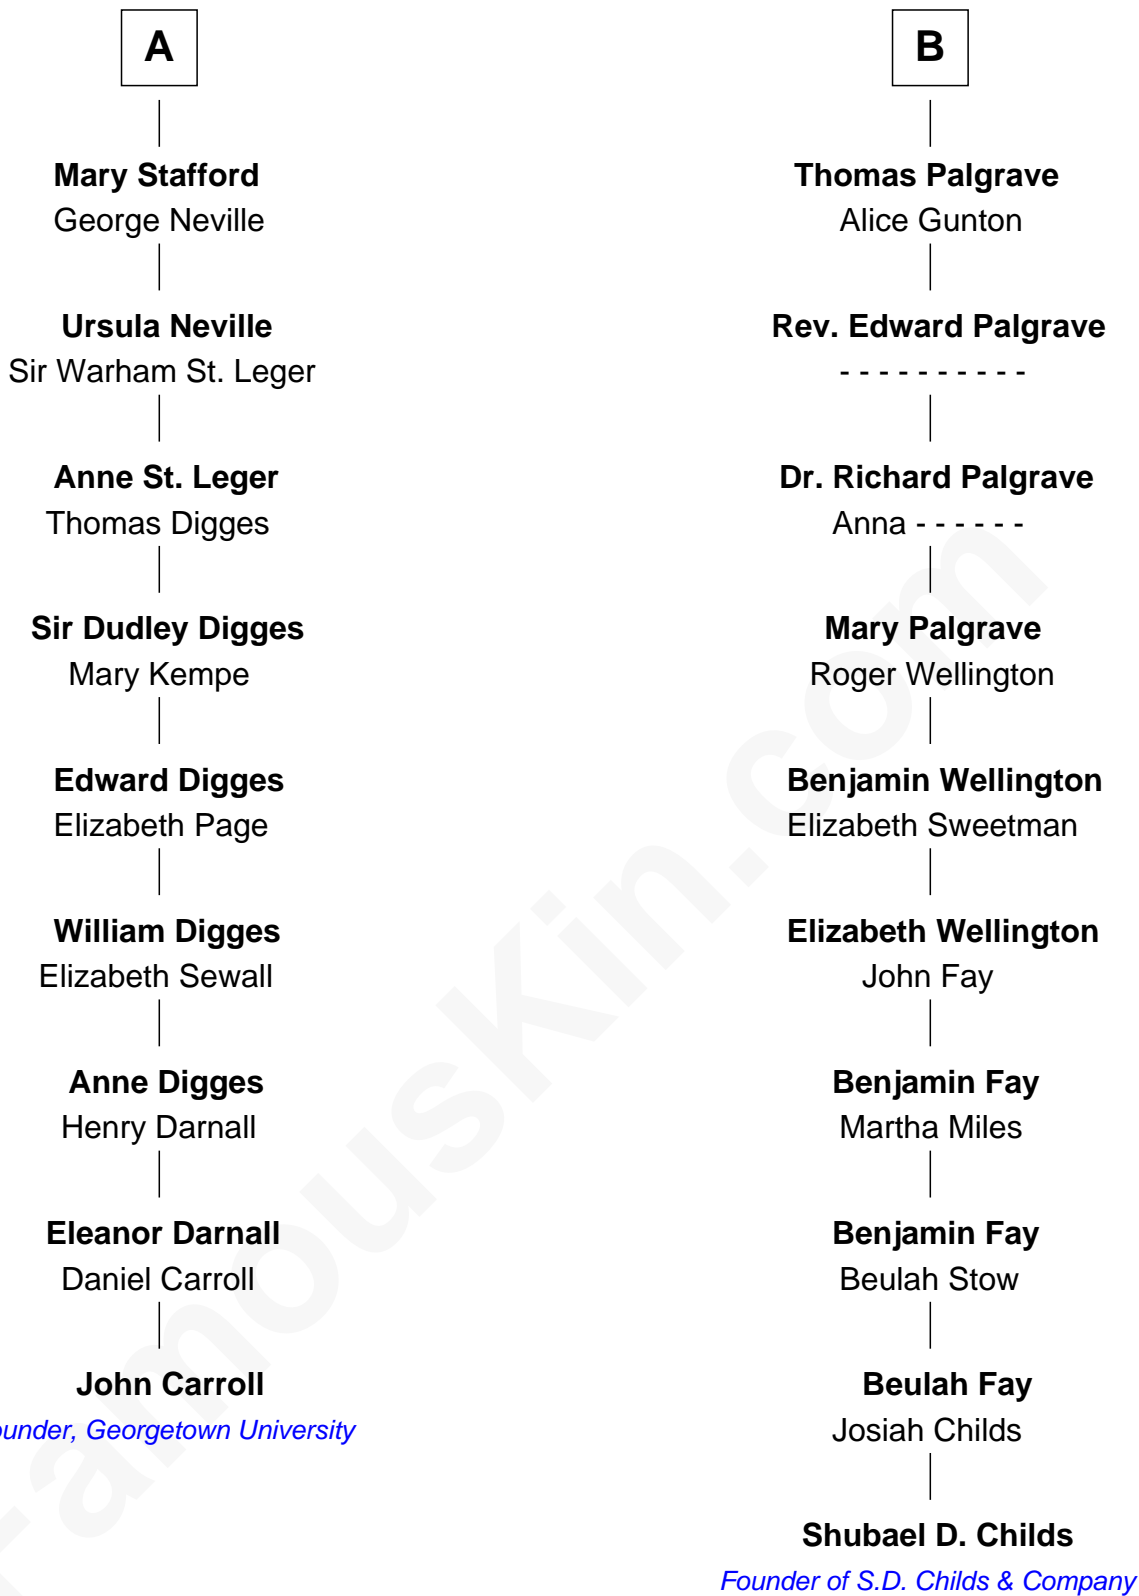 A
Mary Stafford
George Neville
Ursula Neville
Sir Warham St. Leger
Anne St. Leger
Thomas Digges
Sir Dudley Digges
Mary Kempe
Edward Digges
Elizabeth Page
William Digges
Elizabeth Sewall
Anne Digges
Henry Darnall
Eleanor Darnall
Daniel Carroll
John Carroll
ounder, Georgetown University
B
Thomas Palgrave
Alice Gunton
Rev. Edward Palgrave
- - - - - - - - - -
Dr. Richard Palgrave
Anna - - - - - -
Mary Palgrave
Roger Wellington
Benjamin Wellington
Elizabeth Sweetman
Elizabeth Wellington
John Fay
Benjamin Fay
Martha Miles
Benjamin Fay
Beulah Stow
Beulah Fay
Josiah Childs
Shubael D. Childs
Founder of S.D. Childs & Company
FamousKin.com